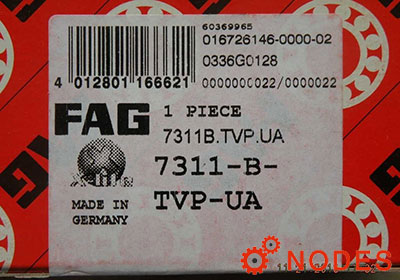 60369965
016726146-0000-02
0336G0128
0000000022/0000022
4 012801 166621
FAG
1 PIECE
7311B.TVP.UA
7311-B-
TVP-UA
X-life
MADE IN
GERMANY
NODES